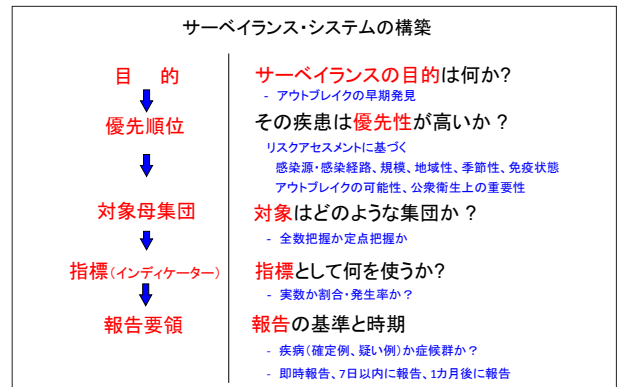 サーベイランス・システムの構築
目　的
サーベイランスの目的は何か?
- アウトブレイクの早期発見
優先順位
その疾患は優先性が高いか？
リスクアセスメントに基づく
感染源・感染経路、規模、地域性、季節性、免疫状態
アウトブレイクの可能性、公衆衛生上の重要性
対象母集団
対象はどのような集団か？
- 全数把握か定点把握か
指標（インディケーター）
指標として何を使うか?
- 実数か割合・発生率か？
報告要領
報告の基準と時期
- 疾病（確定例、疑い例）か症候群か？
- 即時報告、7日以内に報告、1カ月後に報告